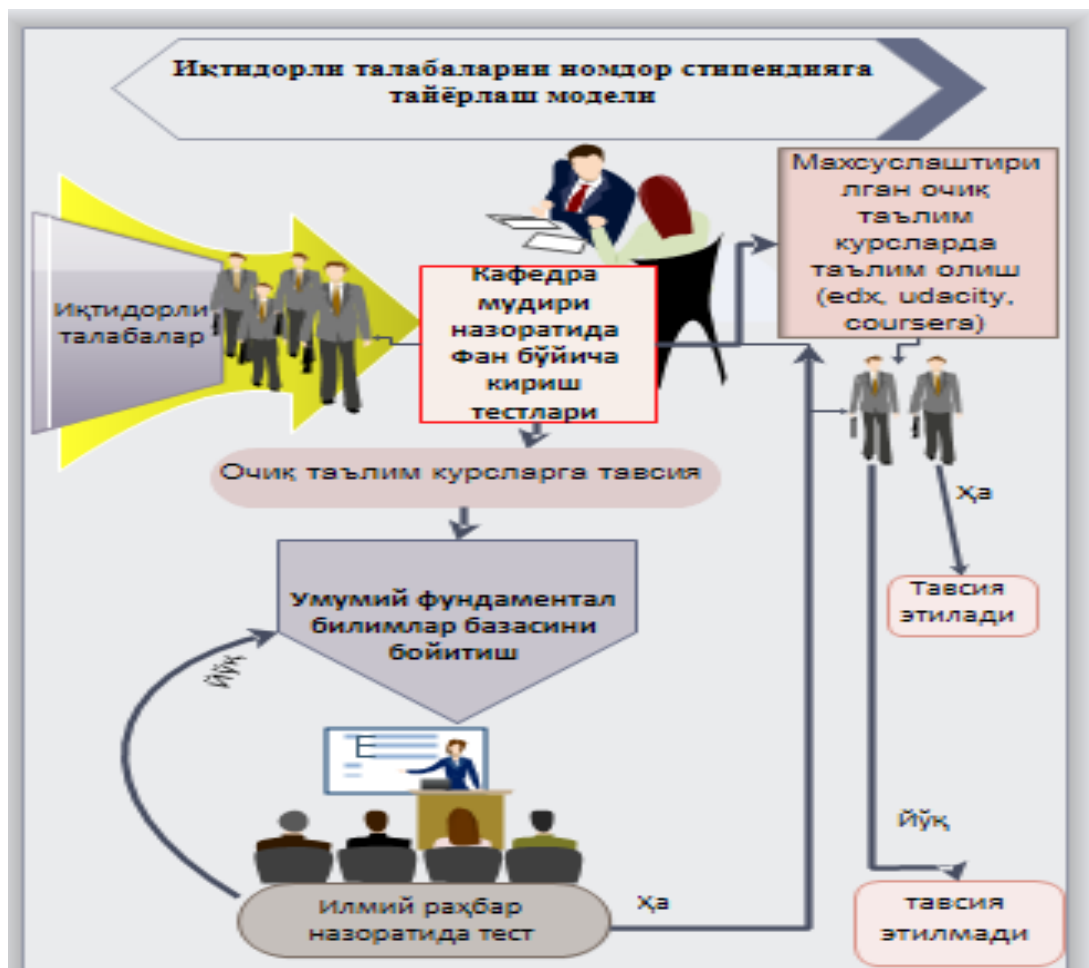 Иқтидорли талабаларни номдор стипендияга
тайёрлаш модели
Иқтидорли
талабалар
Кафедра
мудири
назоратида
Фан бўйича
кириш
тестлари
Махсуслаштири
лган очиқ
таълим
курсларда
таълим олиш
(edx, udacity,
coursera)
Очиқ таълим курсларга тавсия
Умумий фундаментал
билимлар базасини
бойитиш
Йўқ
ҳа
Тавсия
этилади
Е
Йўқ
Илмий раҳбар
назоратида тест
ҳа
тавсия
этилмади